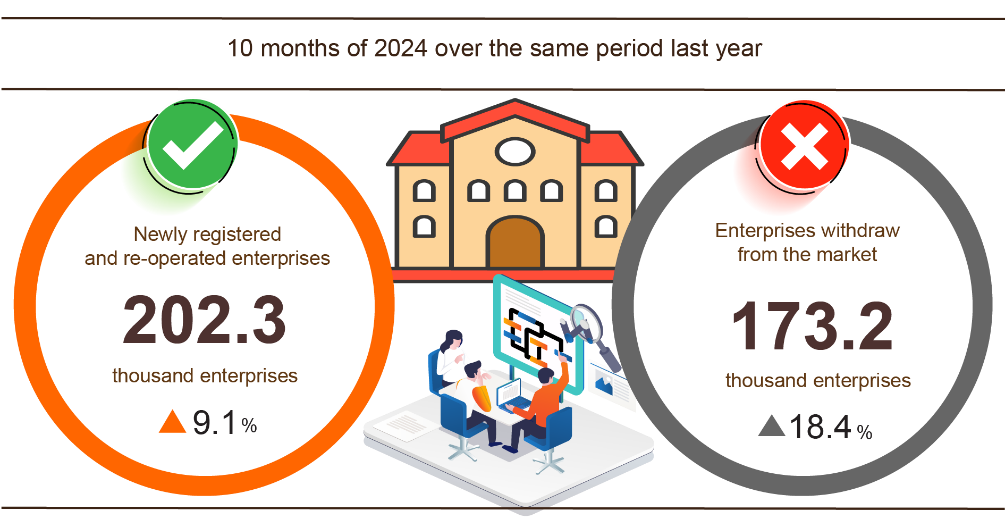 10 months of 2024 over the same period last year
Newly registered
and re-operated enterprises
202.3
thousand enterprises
9.1%
Enterprises withdraw
from the market
173.2
thousand enterprises
18.4%